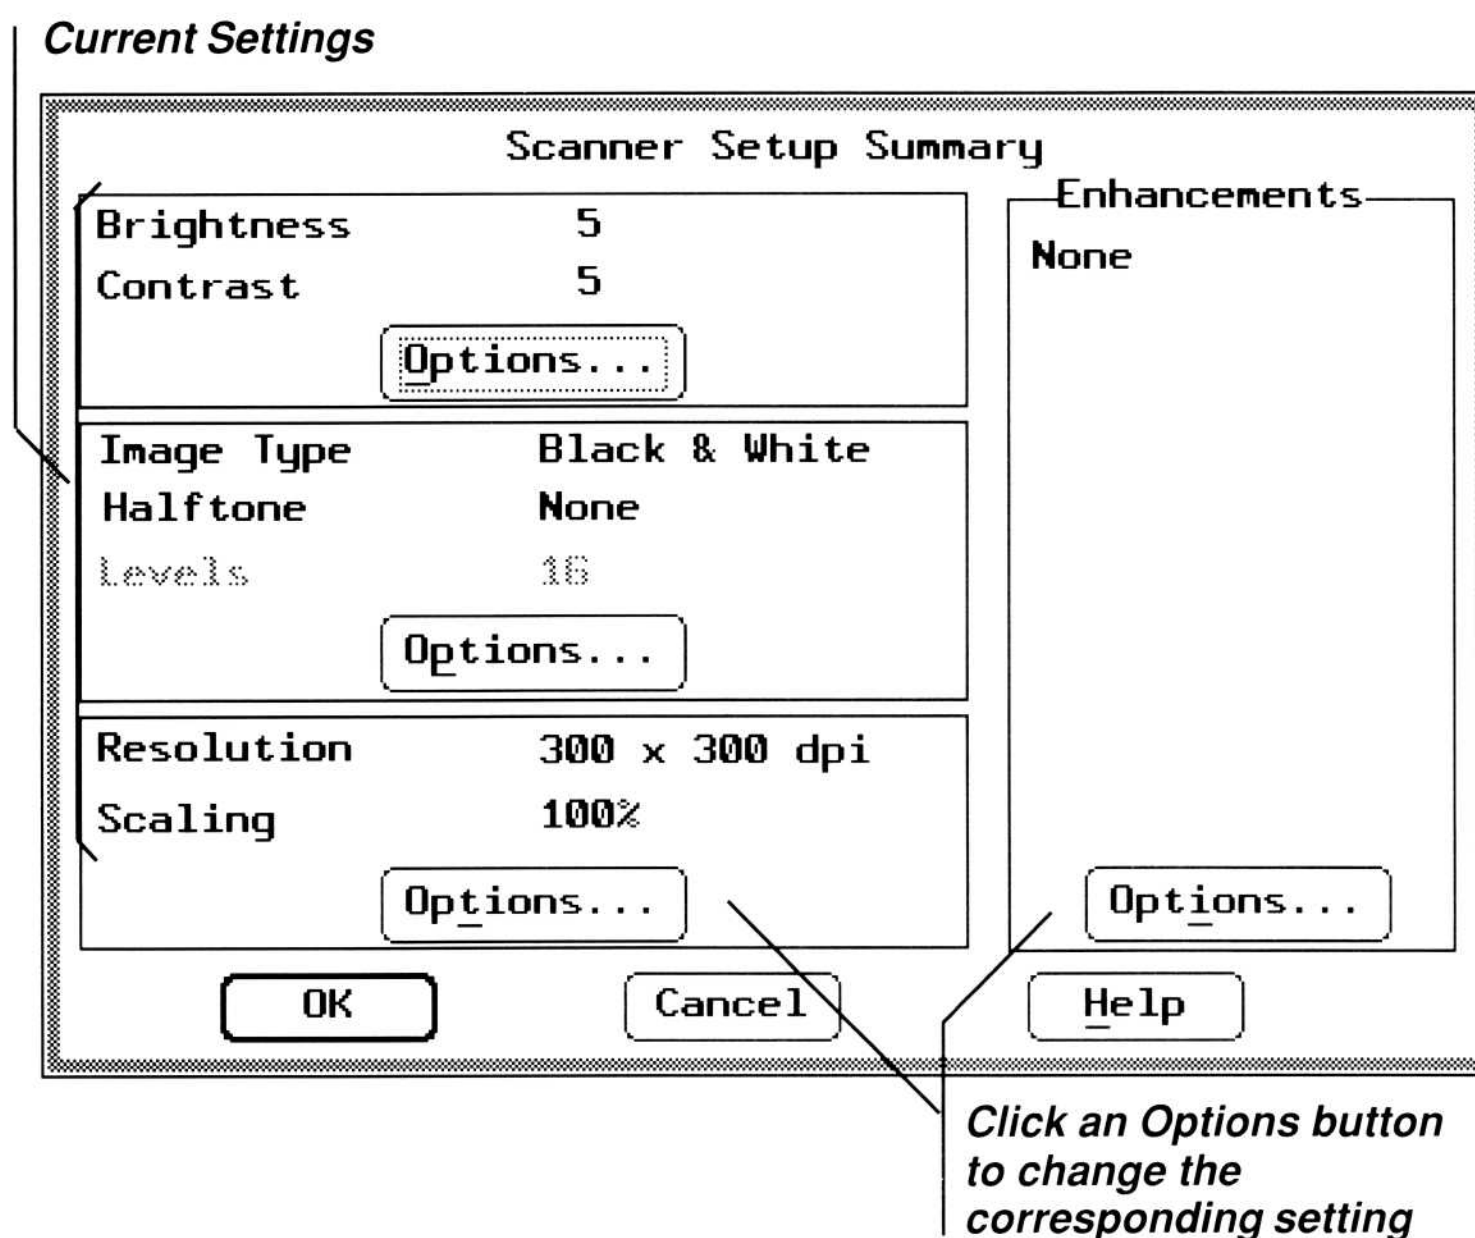 Current Settings
Scanner Setup Summary
Brightness 5
Contrast 5
Options...
Image Type Black & White
Halftone None
Levels 16
Options...
Resolution 300 x 300 dpi
Scaling 100%
Options...
Enhancements
None
Options...
OK Cancel Help
Click an Options button
to change the
corresponding setting